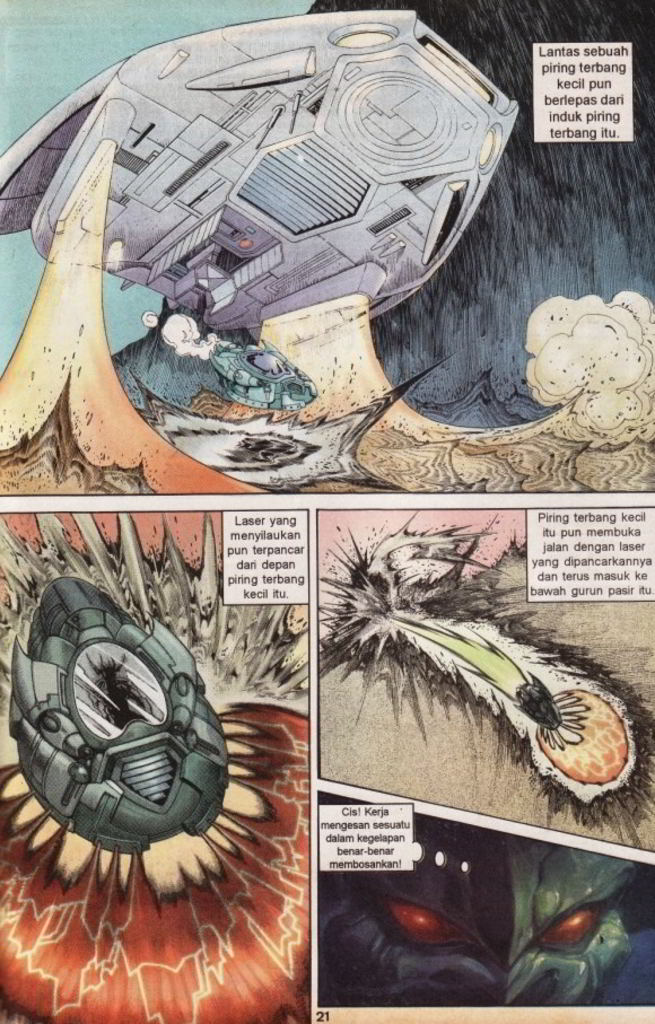 Lantas sebuah
piring terbang
kecil pun
berlepas dari
induk piring
terbang itu.
Laser yang
menyilaukan
pun terpancar
dari depan
piring terbang
kecil itu.
Piring terbang kecil
itu pun membuka
jalan dengan laser
yang dipancarkannya
dan terus masuk ke
bawah gurun pasir itu.
Cis! Kerja
mengesan sesuatu
dalam kegelapan
benar-benar
membosankan!
21